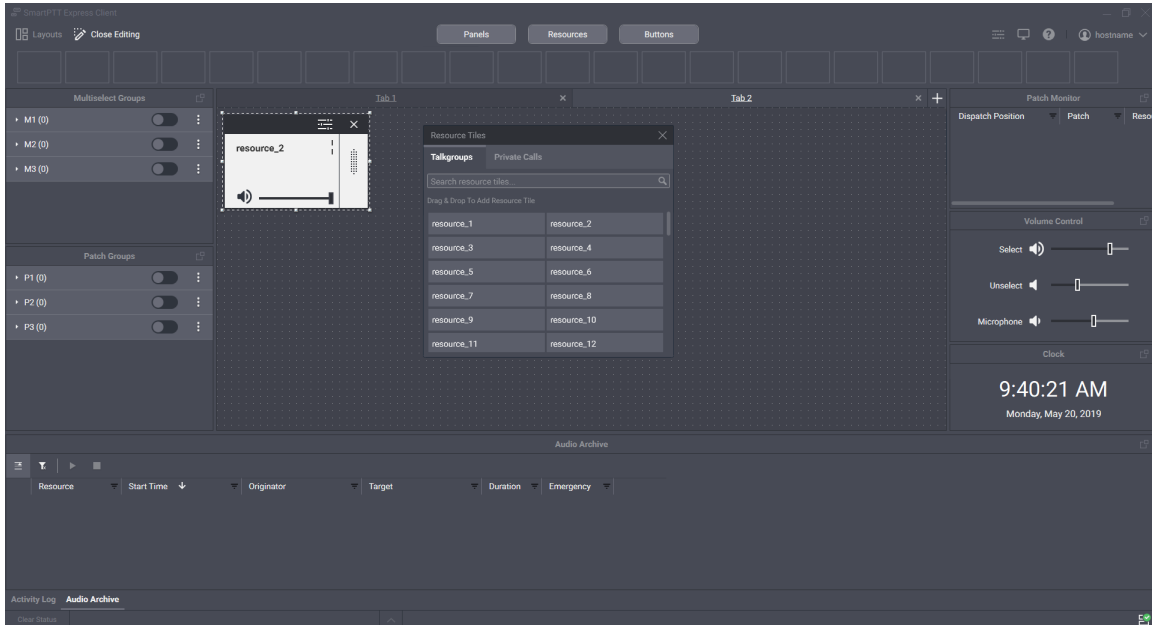 SmartPTT Express Client
Layouts Close Editing Panels Resources Buttons hostname
Multiselect Groups
M1 (0)
M2 (0)
M3 (0)
Patch Groups
P1 (0)
P2 (0)
P3 (0)
Tab 1 Tab 2
resource_2
Resource Tiles
Talkgroups Private Calls
Search resource tiles...
Drag & Drop To Add Resource Tile
resource_1 resource_2
resource_3 resource_4
resource_5 resource_6
resource_7 resource_8
resource_9 resource_10
resource_11 resource_12
Patch Monitor
Dispatch Position Patch Reso
Volume Control
Select
Unselect
Microphone
Clock
9:40:21 AM
Monday, May 20, 2019
Audio Archive
Resource Start Time Originator Target Duration Emergency
Activity Log Audio Archive
Clear Status